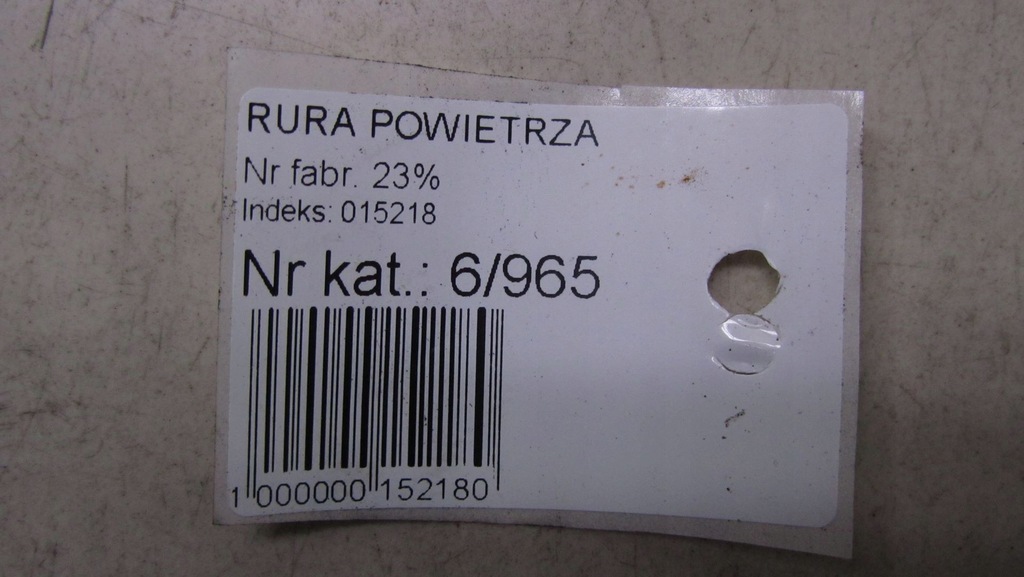 RURA POWIETRZA
Nr fabr. 23%
Indeks: 015218
Nr kat.: 6/965
1 000000 152180